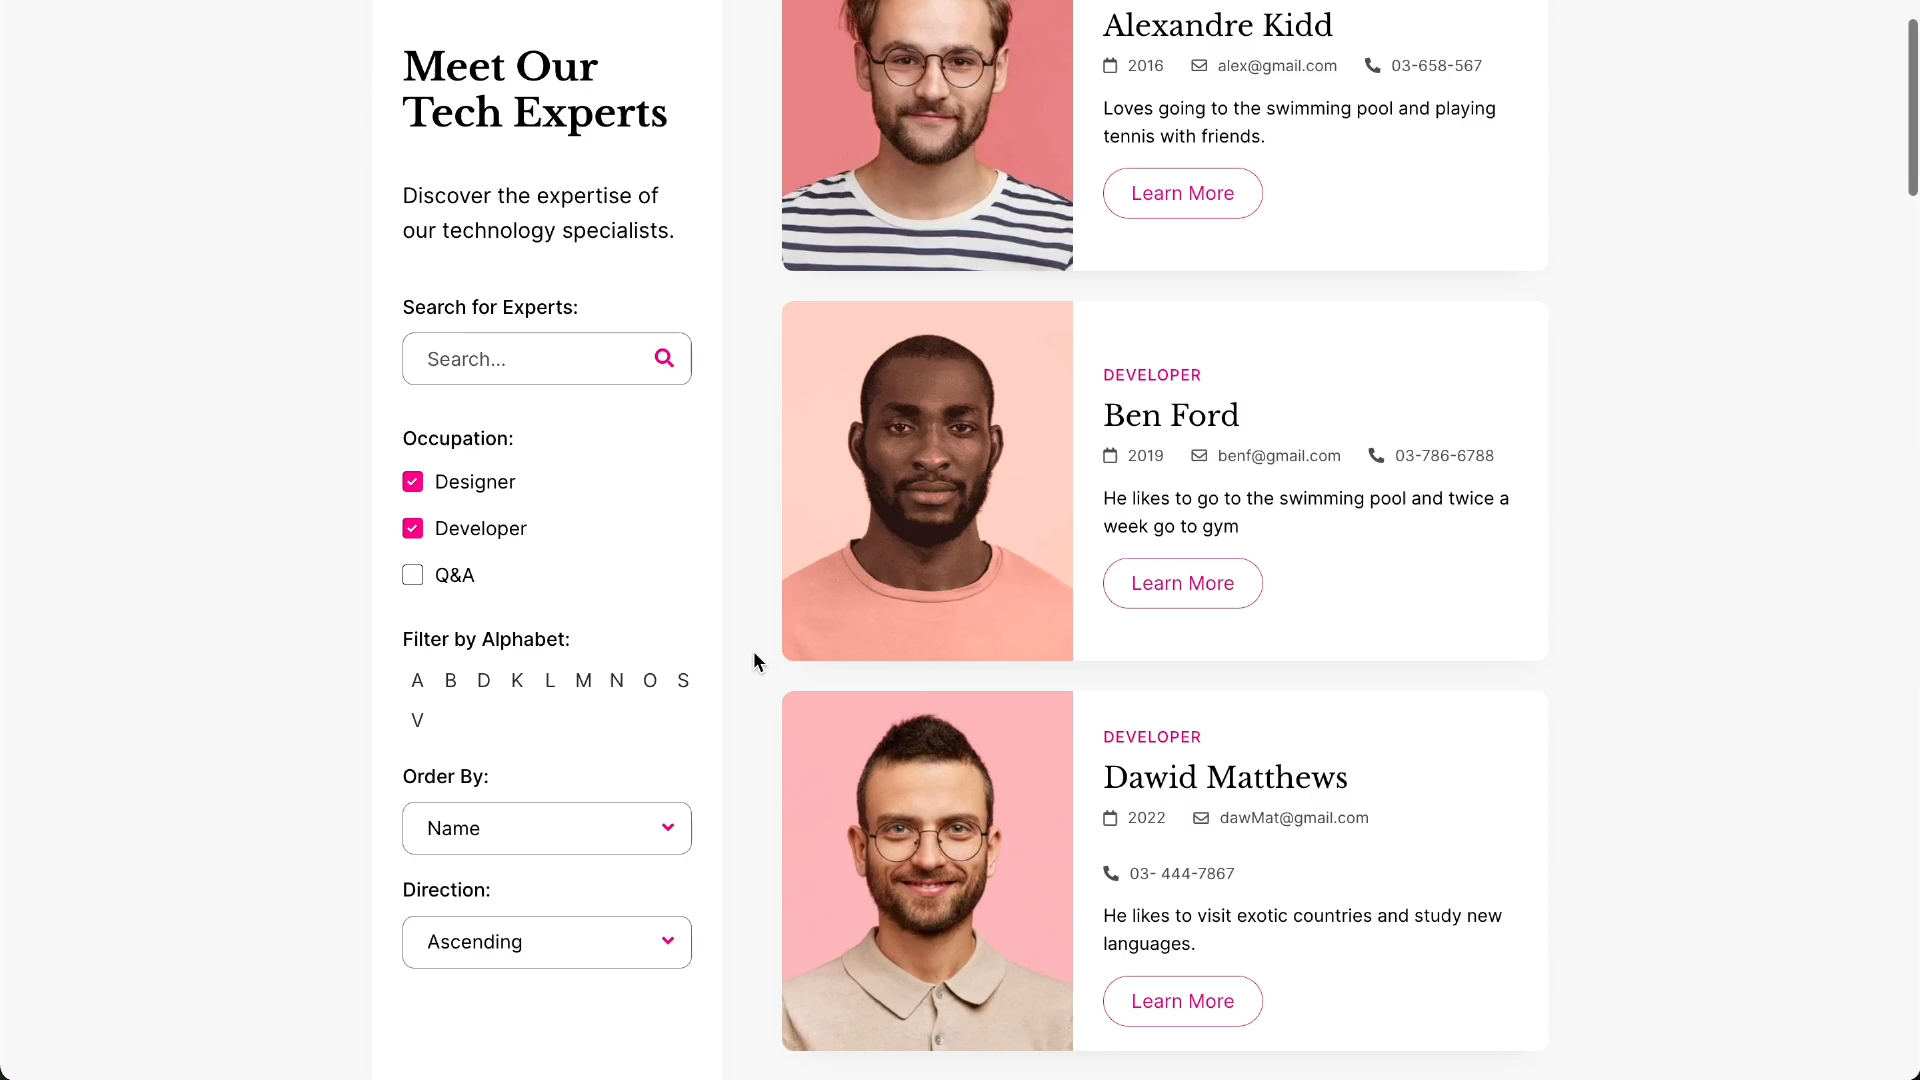 Meet Our
Tech Experts
Discover the expertise of
our technology specialists.
Search for Experts:
Search...
Occupation:
Designer
Developer
Q&A
Filter by Alphabet:
A B D K L M N O S
V
Order By:
Name
Direction:
Ascending
Alexandre Kidd
2016 alex@gmail.com 03-658-567
Loves going to the swimming pool and playing
tennis with friends.
Learn More
DEVELOPER
Ben Ford
2019 benf@gmail.com 03-786-6788
He likes to go to the swimming pool and twice a
week go to gym
Learn More
DEVELOPER
Dawid Matthews
2022 dawMat@gmail.com
03- 444-7867
He likes to visit exotic countries and study new
languages.
Learn More